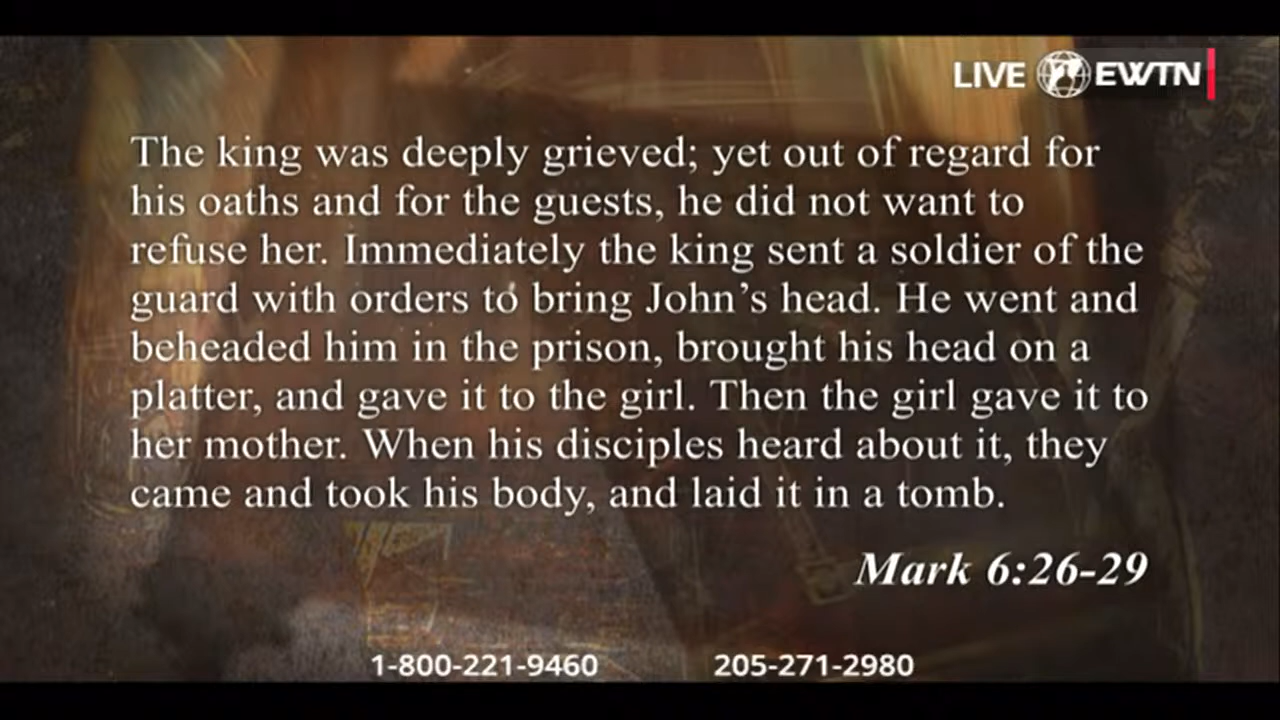 LIVE EWTN
The king was deeply grieved; yet out of regard for
his oaths and for the guests, he did not want to
refuse her. Immediately the king sent a soldier of the
guard with orders to bring John’s head. He went and
beheaded him in the prison, brought his head on a
platter, and gave it to the girl. Then the girl gave it to
her mother. When his disciples heard about it, they
came and took his body, and laid it in a tomb.
Mark 6:26-29
1-800-221-9460 205-271-2980